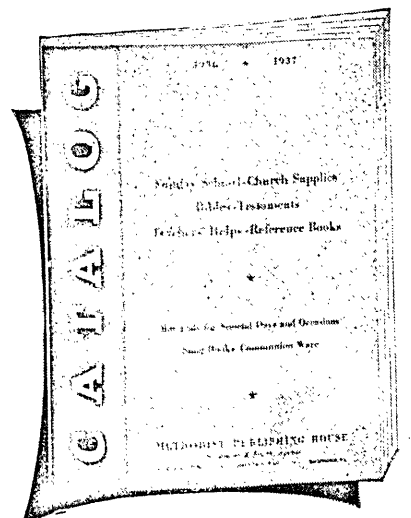 CATALOG
1936 ★ 1937
Sunday School-Church Supplies
Bibles-Testaments
Teachers' Helps-Reference Books
★
Materials for Special Days and Occasions
Song Books Communion Ware
★
METHODIST PUBLISHING HOUSE